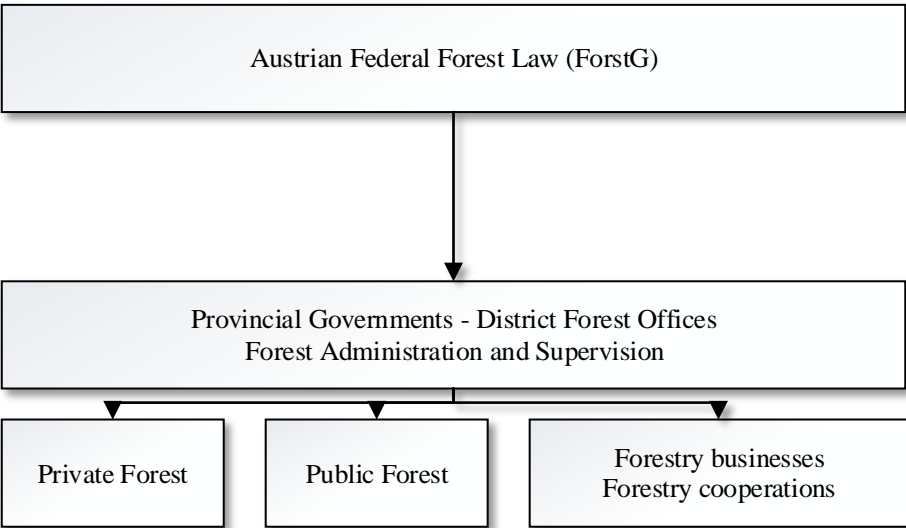 Austrian Federal Forest Law (ForstG)
Provincial Governments - District Forest Offices
Forest Administration and Supervision
Private Forest
Public Forest
Forestry businesses
Forestry cooperations